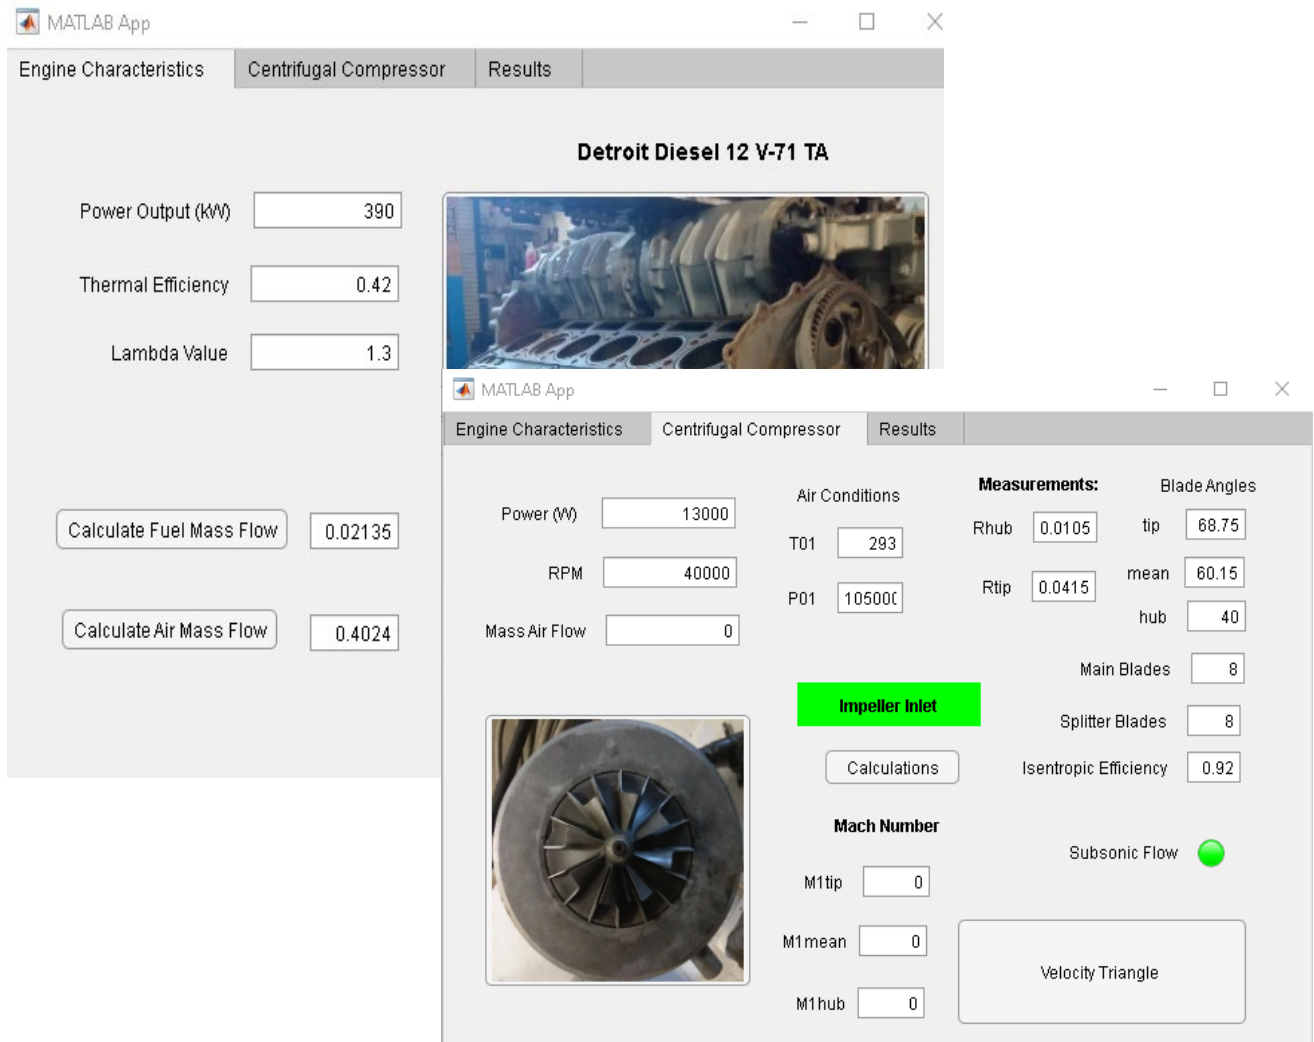 MATLAB App
Engine Characteristics Centrifugal Compressor Results
Detroit Diesel 12 V-71 TA
Power Output (kW) 390
Thermal Efficiency 0.42
Lambda Value 1.3
Calculate Fuel Mass Flow 0.02135
Calculate Air Mass Flow 0.4024
MATLAB App
Engine Characteristics Centrifugal Compressor Results
Power (W) 13000
RPM 40000
Mass Air Flow 0
Air Conditions
T01 293
P01 105000
Measurements:
Rhub 0.0105
Rtip 0.0415
Blade Angles
tip 68.75
mean 60.15
hub 40
Main Blades 8
Splitter Blades 8
Isentropic Efficiency 0.92
Impeller Inlet
Calculations
Mach Number
M1tip 0
M1mean 0
M1hub 0
Subsonic Flow
Velocity Triangle